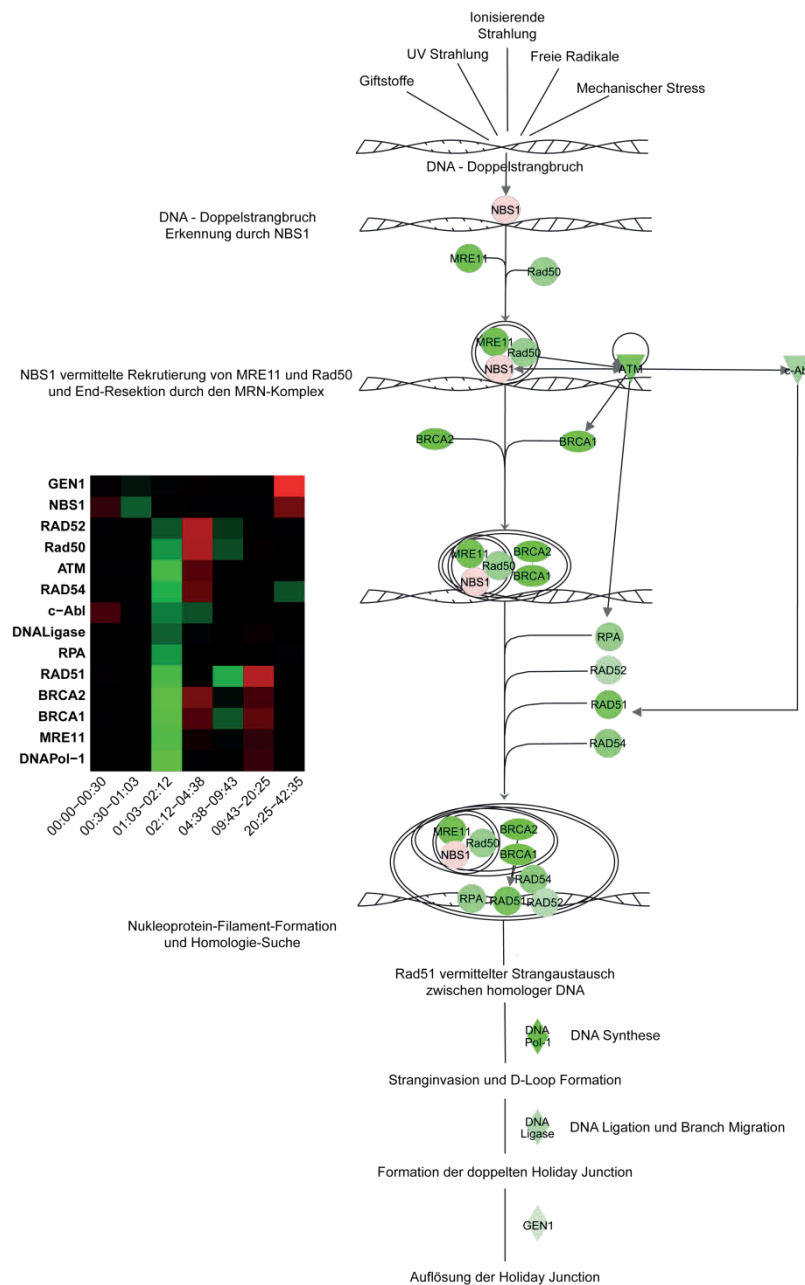 Ionisierende
Strahlung
UV Strahlung
Freie Radikale
Giftstoffe
Mechanischer Stress
DNA - Doppelstrangbruch
NBS1
DNA - Doppelstrangbruch
Erkennung durch NBS1
MRE11
Rad50
MRE11
Rad50
NBS1
ATM
c-Abl
NBS1 vermittelte Rekrutierung von MRE11 und Rad50
und End-Resektion durch den MRN-Komplex
BRCA2
BRCA1
MRE11
BRCA2
Rad50
NBS1
BRCA1
RPA
RAD52
RAD51
RAD54
GEN1
NBS1
RAD52
Rad50
ATM
RAD54
c−Abl
DNALigase
RPA
RAD51
BRCA2
BRCA1
MRE11
DNAPol−1
00:00−00:30
00:30−01:03
01:03−02:12
02:12−04:38
04:38−09:43
09:43−20:25
20:25−42:35
MRE11
BRCA2
Rad50
NBS1
BRCA1
RAD54
RPA
RAD51
RAD52
Nukleoprotein-Filament-Formation
und Homologie-Suche
Rad51 vermittelter Strangaustausch
zwischen homologer DNA
DNA
Pol-1
DNA Synthese
Stranginvasion und D-Loop Formation
DNA
Ligase
DNA Ligation und Branch Migration
Formation der doppelten Holiday Junction
GEN1
Auflösung der Holiday Junction